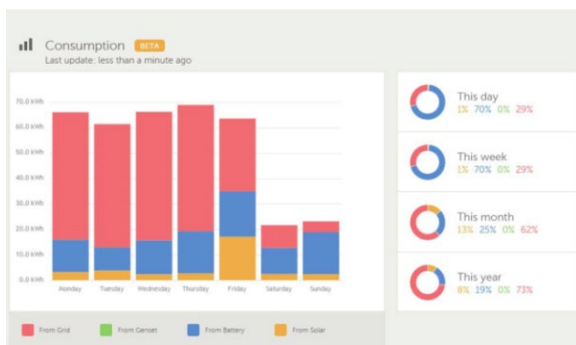 Consumption BETA
Last update: less than a minute ago
70.0 kWh
60.0 kWh
50.0 kWh
40.0 kWh
30.0 kWh
20.0 kWh
10.0 kWh
0.0 kWh
Monday Tuesday Wednesday Thursday Friday Saturday Sunday
From Grid From Genset From Battery From Solar
This day
1% 70% 0% 29%
This week
1% 70% 0% 29%
This month
13% 25% 0% 62%
This year
8% 19% 0% 73%